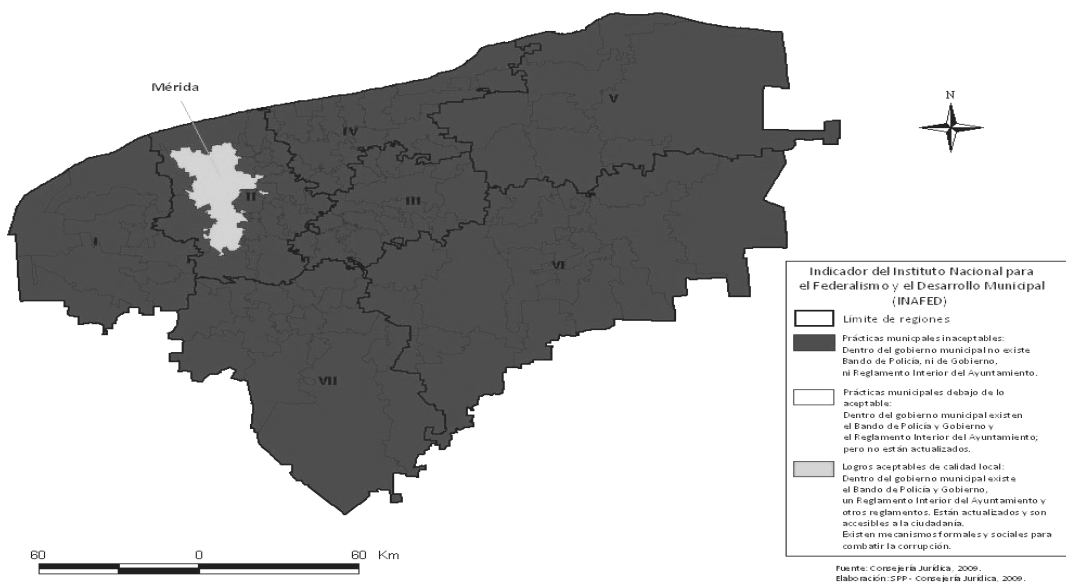 Mérida
N
V
IV
II
III
I
VI
VII
Indicador del Instituto Nacional para
el Federalismo y el Desarrollo Municipal
(INAFED)
Límite de regiones
Prácticas municpales inaceptables:
Dentro del gobierno municipal no existe
Bando de Policía, ni de Gobierno,
ni Reglamento Interior del Ayuntamiento.
Prácticas municipales debajo de lo
aceptable:
Dentro del gobierno municipal existen
el Bando de Policía y Gobierno y
el Reglamento Interior del Ayuntamiento;
pero no están actualizados.
Logros aceptables de calidad local:
Dentro del gobierno municipal existe
el Bando de Policía y Gobierno,
un Reglamento Interior del Ayuntamiento y
otros reglamentos. Están actualizados y son
accesibles a la ciudadanía.
Existen mecanismos formales y sociales para
combatir la corrupción.
60 0 60 Km
Fuente: Consejería Jurídica, 2009.
Elaboración: SPP - Consejería Jurídica, 2009.